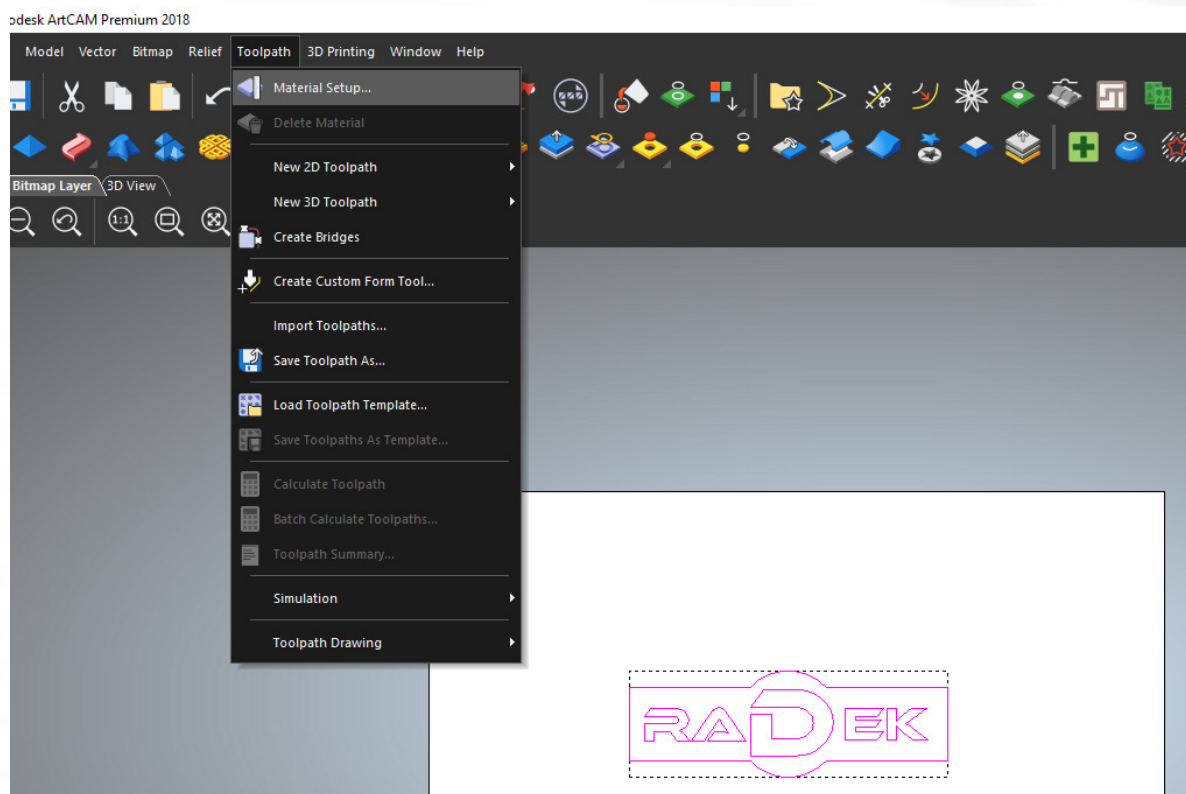 odesk ArtCAM Premium 2018
Model Vector Bitmap Relief Toolpath 3D Printing Window Help
Material Setup...
Delete Material
New 2D Toolpath
New 3D Toolpath
Create Bridges
Create Custom Form Tool...
Import Toolpaths...
Save Toolpath As...
Load Toolpath Template...
Save Toolpaths As Template...
Calculate Toolpath
Batch Calculate Toolpaths...
Toolpath Summary...
Simulation
Toolpath Drawing
Bitmap Layer 3D View
1:1
RADEK